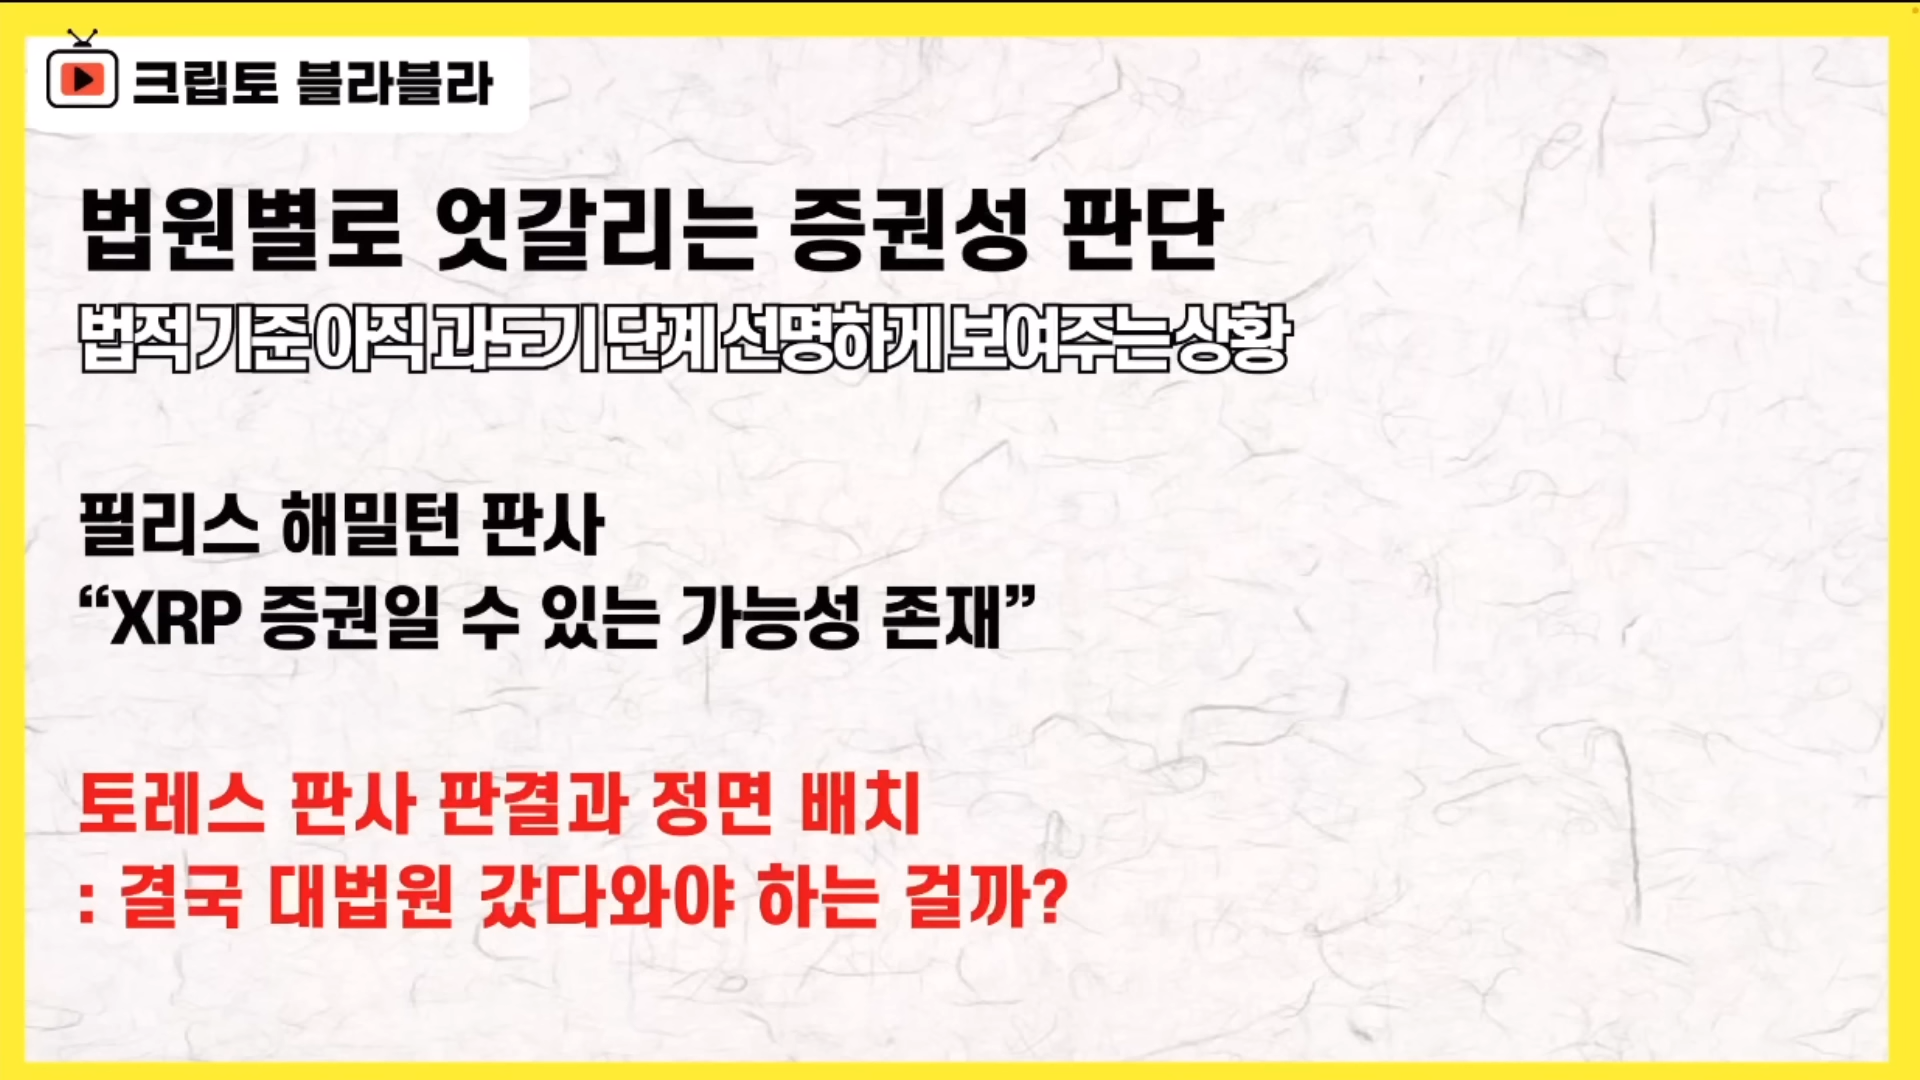 크립토 블라블라
법원별로 엇갈리는 증권성 판단
법적 기준 아직 과도기 단계 선명하게 보여주는 상황
필리스 해밀턴 판사
“XRP 증권일 수 있는 가능성 존재”
토레스 판사 판결과 정면 배치
: 결국 대법원 갔다와야 하는 걸까?